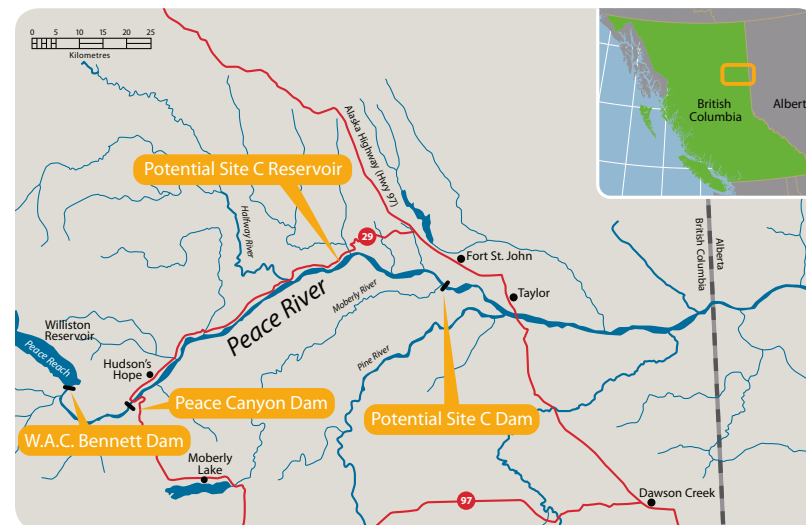 0 5 10 15 20 25
Kilometres
British
Columbia
Albert
Alaska Highway (Hwy 97)
Potential Site C Reservoir
Halfway River
29
Fort St. John
British Columbia
Alberta
Peace River
Moberly River
Taylor
Williston
Reservoir
Peace Reach
Hudson's
Hope
Pine River
Peace Canyon Dam
Potential Site C Dam
W.A.C. Bennett Dam
Moberly
Lake
97
Dawson Creek